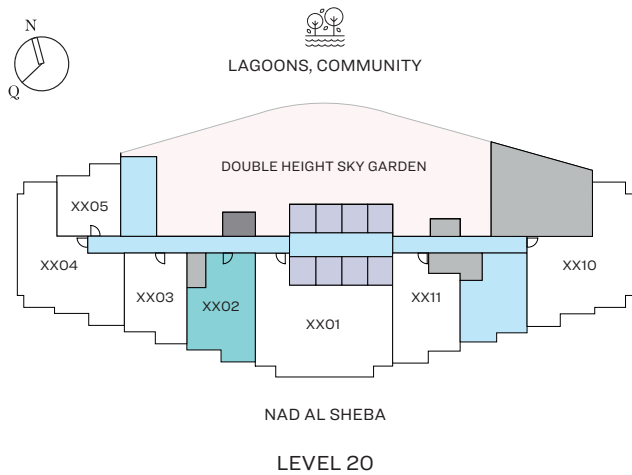 N
Q
LAGOONS, COMMUNITY
DOUBLE HEIGHT SKY GARDEN
XX05
XX04
XX03
XX02
XX01
XX11
XX10
NAD AL SHEBA
LEVEL 20